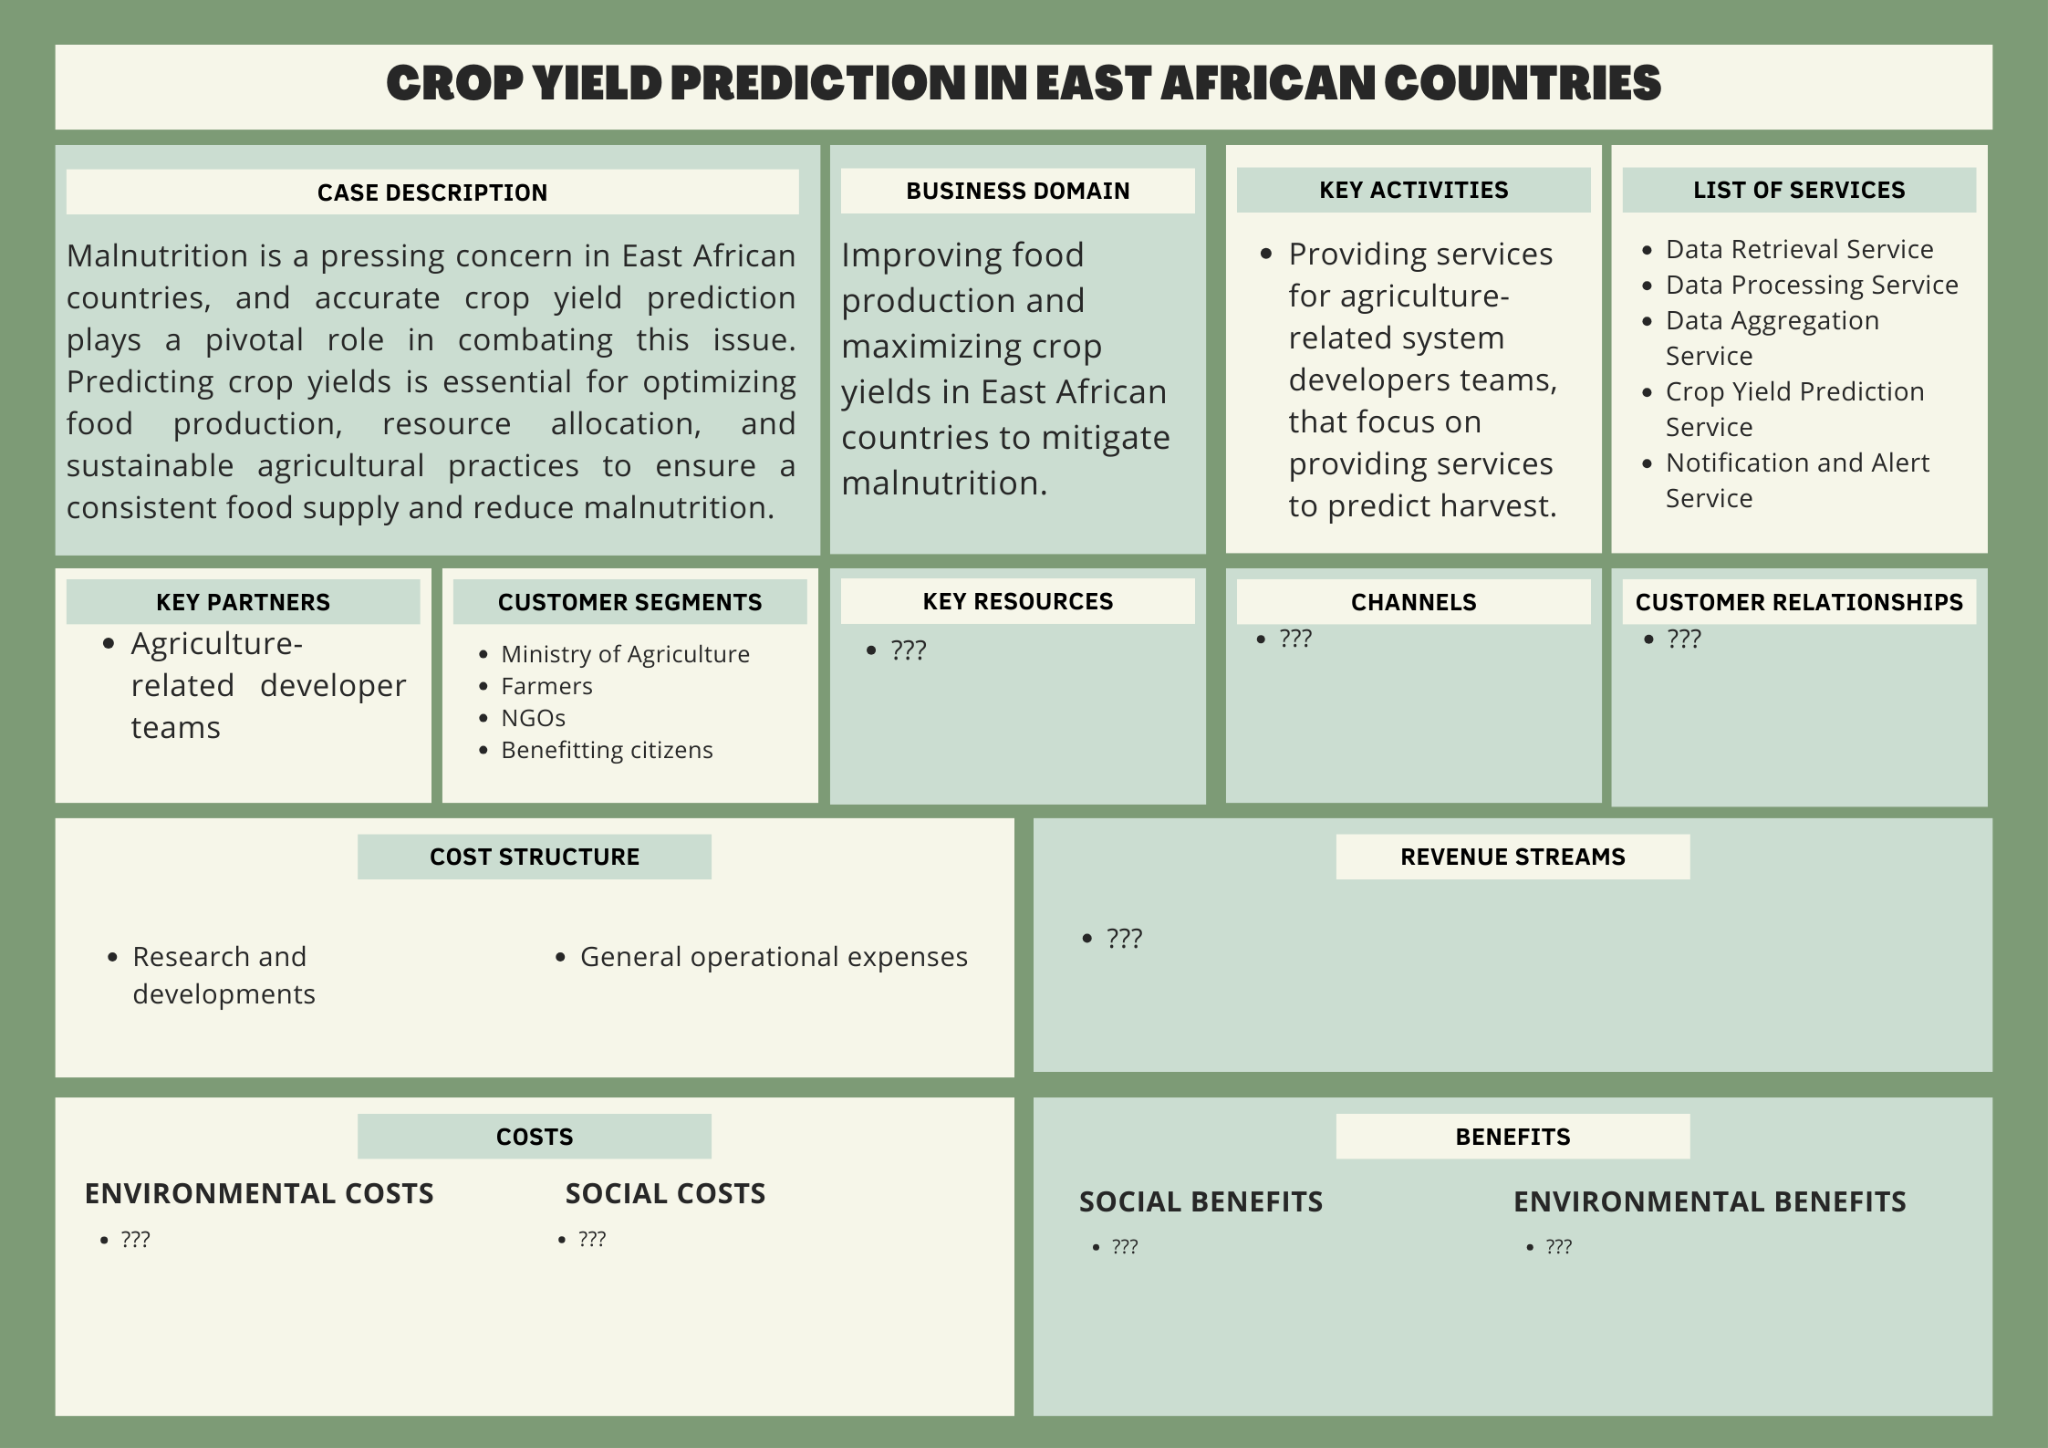 CROP YIELD PREDICTION IN EAST AFRICAN COUNTRIES
CASE DESCRIPTION
Malnutrition is a pressing concern in East African
countries, and accurate crop yield prediction
plays a pivotal role in combating this issue.
Predicting crop yields is essential for optimizing
food production, resource allocation, and
sustainable agricultural practices to ensure a
consistent food supply and reduce malnutrition.
BUSINESS DOMAIN
Improving food
production and
maximizing crop
yields in East African
countries to mitigate
malnutrition.
KEY ACTIVITIES
• Providing services
for agriculture-
related system
developers teams,
that focus on
providing services
to predict harvest.
LIST OF SERVICES
• Data Retrieval Service
• Data Processing Service
• Data Aggregation
Service
• Crop Yield Prediction
Service
• Notification and Alert
Service
KEY PARTNERS
• Agriculture-
related developer
teams
CUSTOMER SEGMENTS
• Ministry of Agriculture
• Farmers
• NGOs
• Benefitting citizens
KEY RESOURCES
• ???
CHANNELS
• ???
CUSTOMER RELATIONSHIPS
• ???
COST STRUCTURE
• Research and
developments
• General operational expenses
REVENUE STREAMS
• ???
COSTS
ENVIRONMENTAL COSTS
• ???
SOCIAL COSTS
• ???
BENEFITS
SOCIAL BENEFITS
• ???
ENVIRONMENTAL BENEFITS
• ???